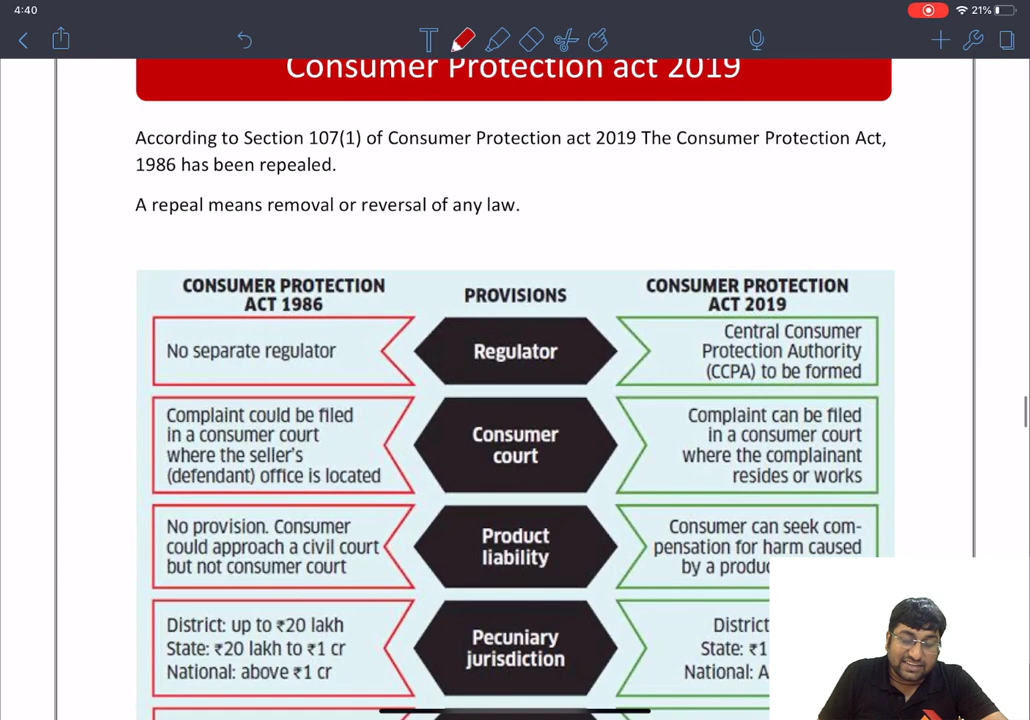 4:40
21%
T
Consumer Protection act 2019
According to Section 107(1) of Consumer Protection act 2019 The Consumer Protection Act,
1986 has been repealed.
A repeal means removal or reversal of any law.
CONSUMER PROTECTION
ACT 1986
PROVISIONS
CONSUMER PROTECTION
ACT 2019
No separate regulator
Regulator
Central Consumer
Protection Authority
(CCPA) to be formed
Complaint could be filed
in a consumer court
where the seller's
(defendant) office is located
Consumer
court
Complaint can be filed
in a consumer court
where the complainant
resides or works
No provision. Consumer
could approach a civil court
but not consumer court
Product
liability
Consumer can seek com-
pensation for harm caused
by a
District: up to ₹20 lakh
State: ₹20 lakh to ₹1 cr
National: above ₹1 cr
Pecuniary
jurisdiction
District
State: ₹1
National: A